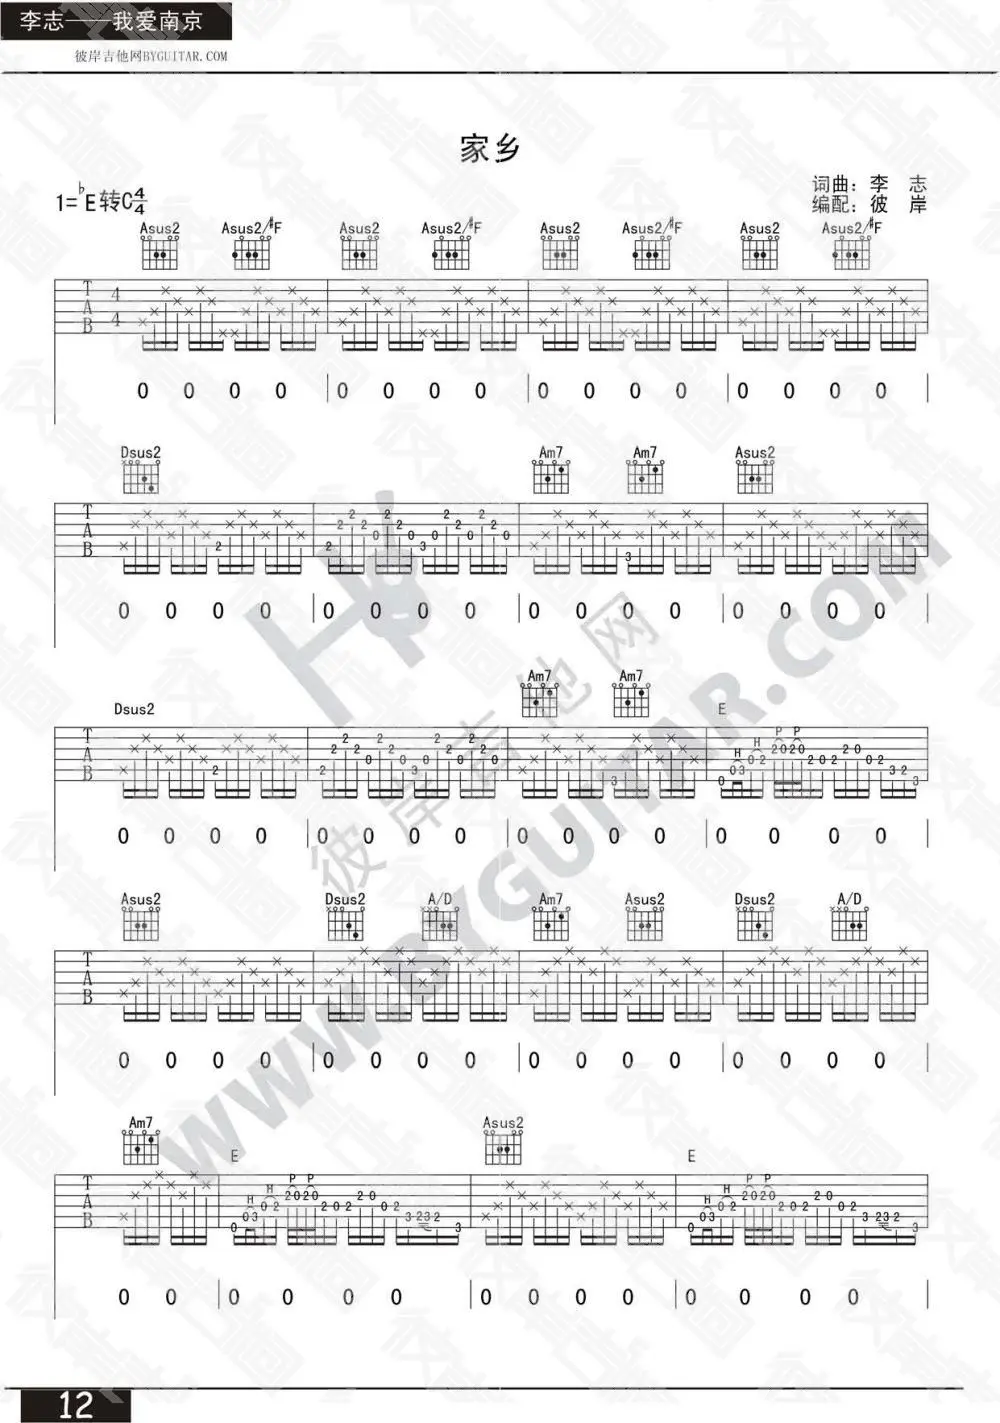 李志——我爱南京
彼岸吉他网BYGUITAR.COM
家乡
1=♭E转C4/4
词曲：李 志
编配：彼 岸
Asus2 Asus2/♯F Asus2 Asus2/♯F Asus2 Asus2/♯F Asus2 Asus2/♯F
T A B 4 4
0 0 0 0 0 0 0 0 0 0 0 0 0 0 0 0
Dsus2 Am7 Am7 Asus2
T A B
0 0 0 0 0 0 0 0 0 0 0 0 0 0 0 0
Dsus2 Am7 Am7 E
T A B
0 0 0 0 0 0 0 0 0 0 0 0 0 0 0 0
Asus2 Dsus2 A/D Am7 Asus2 Dsus2 A/D
T A B
0 0 0 0 0 0 0 0 0 0 0 0 0 0 0 0
Am7 E Asus2 E
T A B
0 0 0 0 0 0 0 0 0 0 0 0 0 0
彼岸吉他网
WWW.BYGUITAR.COM
12